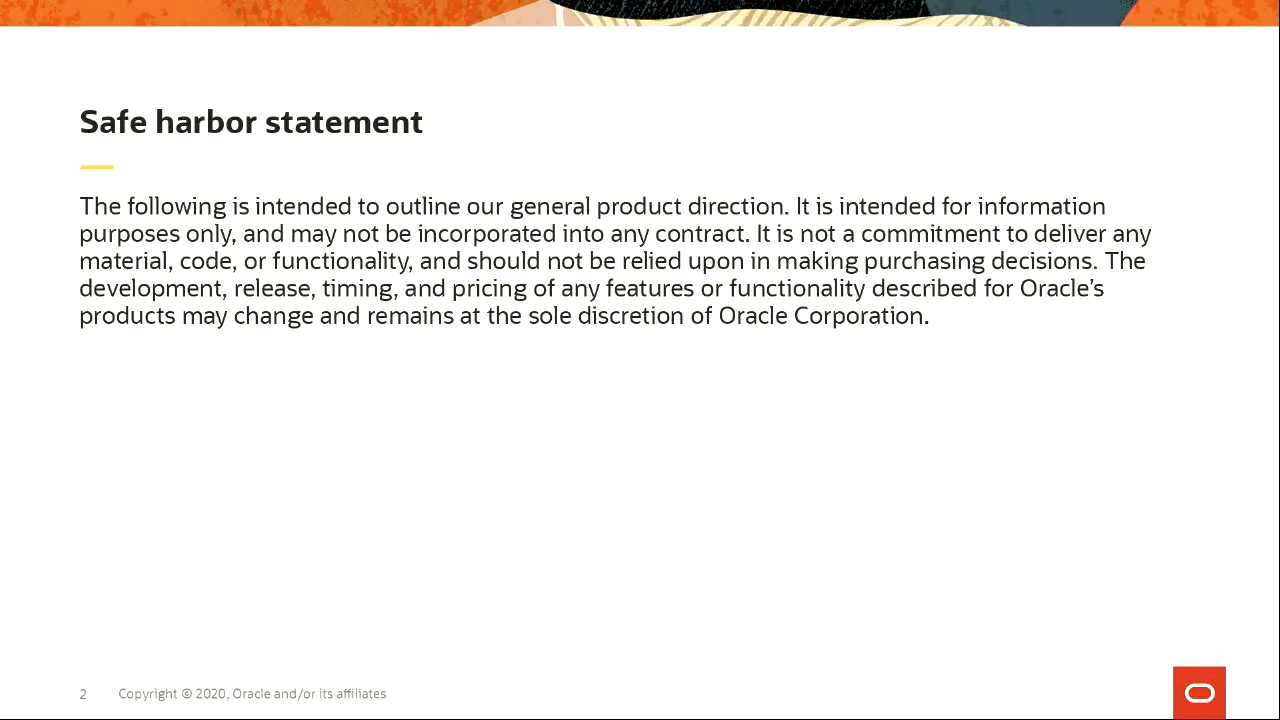 Safe harbor statement
The following is intended to outline our general product direction. It is intended for information
purposes only, and may not be incorporated into any contract. It is not a commitment to deliver any
material, code, or functionality, and should not be relied upon in making purchasing decisions. The
development, release, timing, and pricing of any features or functionality described for Oracle’s
products may change and remains at the sole discretion of Oracle Corporation.
2 Copyright © 2020, Oracle and/or its affiliates